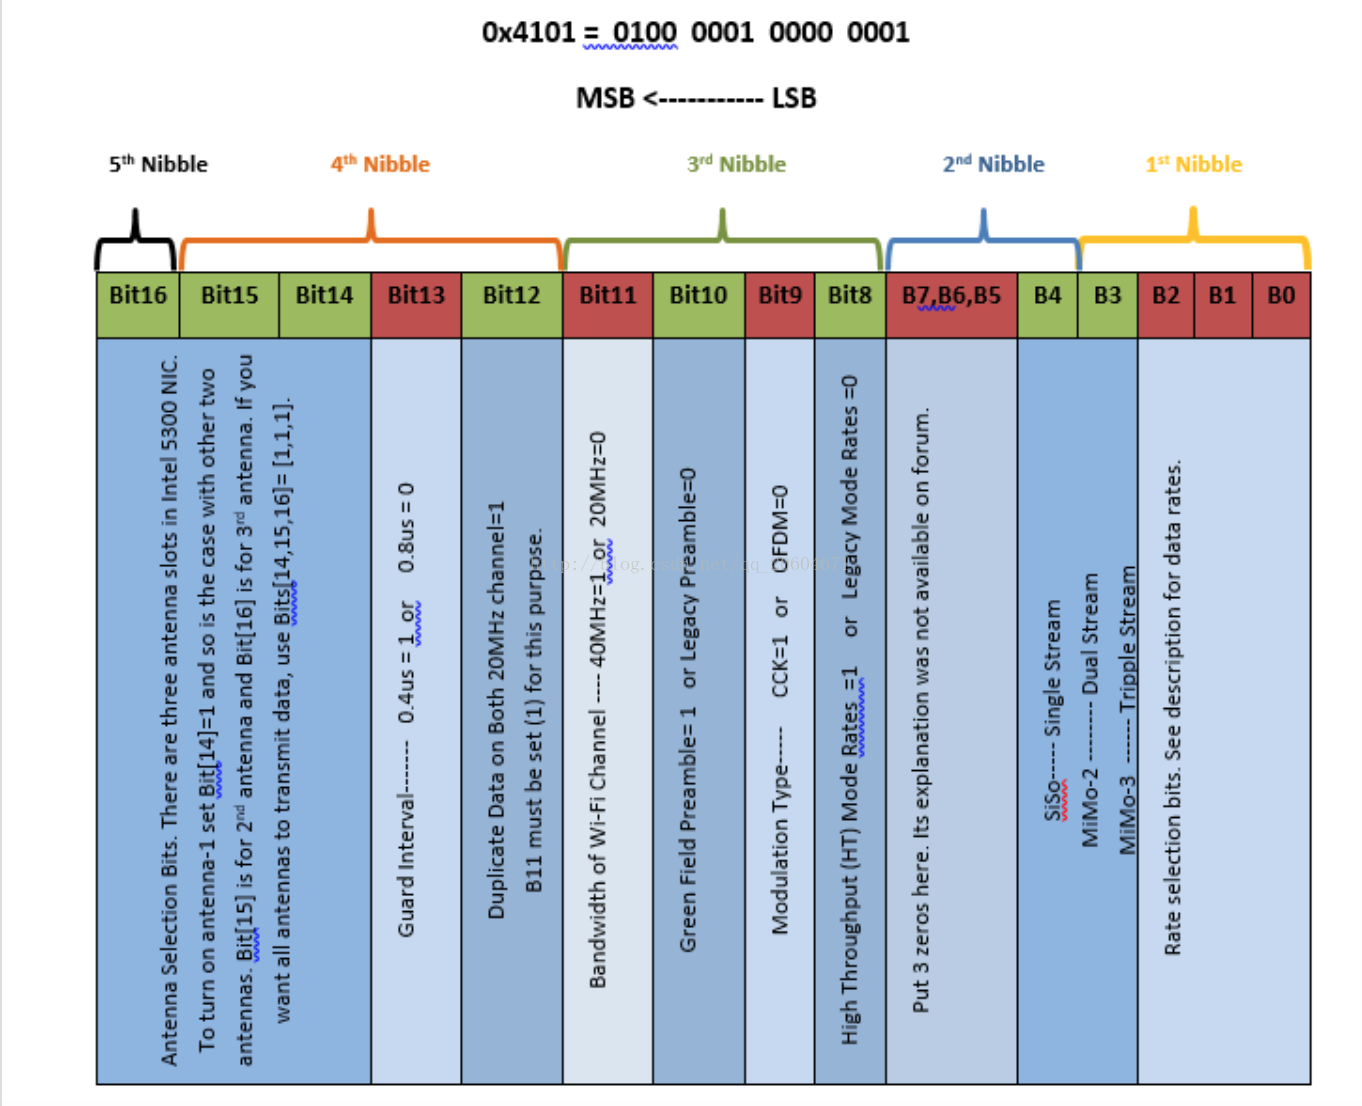 0x4101 = 0100 0001 0000 0001
MSB <----------- LSB
5th Nibble
4th Nibble
3rd Nibble
2nd Nibble
1st Nibble
Bit16
Bit15
Bit14
Bit13
Bit12
Bit11
Bit10
Bit9
Bit8
B7,B6,B5
B4
B3
B2
B1
B0
Antenna Selection Bits. There are three antenna slots in Intel 5300 NIC.
To turn on antenna-1 set Bit[14]=1 and so is the case with other two
antennas. Bit[15] is for 2nd antenna and Bit[16] is for 3rd antenna. If you
want all antennas to transmit data, use Bits[14,15,16]= [1,1,1].
Guard Interval------ 0.4us = 1 or 0.8us = 0
Duplicate Data on Both 20MHz channel=1
B11 must be set (1) for this purpose.
Bandwidth of Wi-Fi Channel ---- 40MHz=1 or 20MHz=0
Green Field Preamble= 1 or Legacy Preamble=0
Modulation Type----- CCK=1 or OFDM=0
High Throughput (HT) Mode Rates =1 or Legacy Mode Rates =0
Put 3 zeros here. Its explanation was not available on forum.
SiSo----- Single Stream
MiMo-2 --------- Dual Stream
MiMo-3 ------ Tripple Stream
Rate selection bits. See description for data rates.